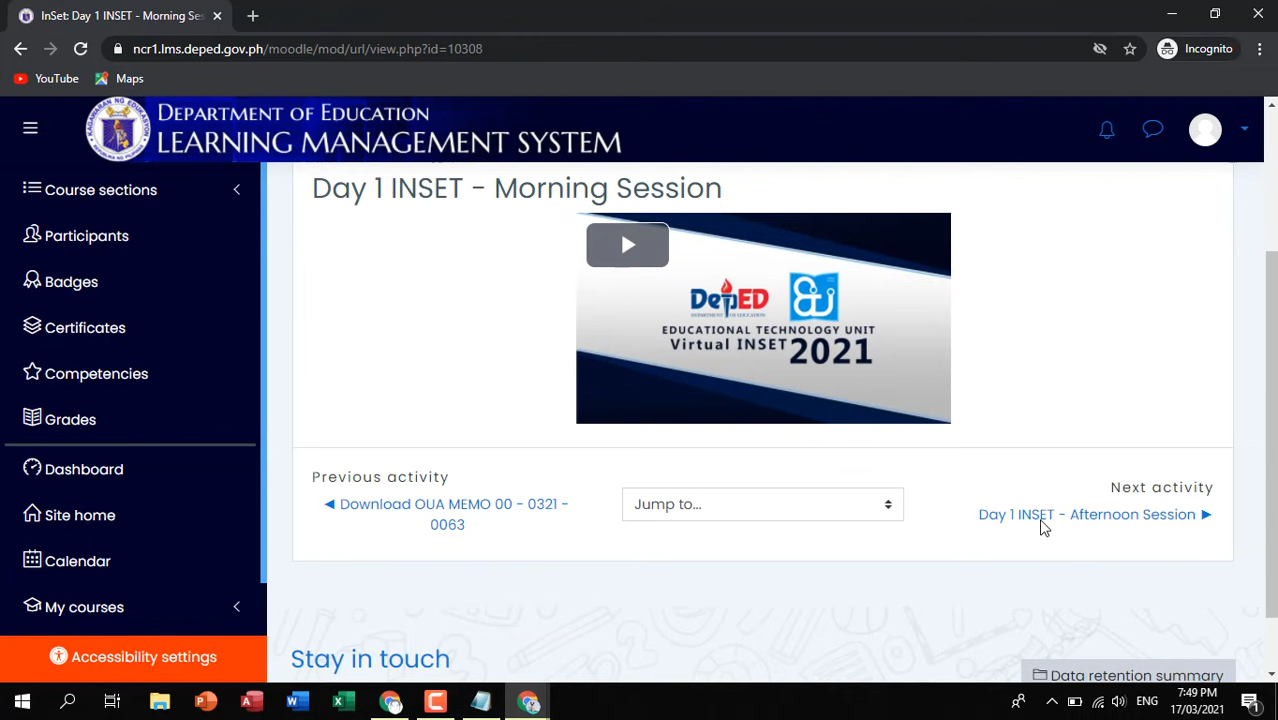 InSet: Day 1 INSET - Morning Ses
ncr1.lms.deped.gov.ph/moodle/mod/url/view.php?id=10308
Incognito
YouTube
Maps
DEPARTMENT OF EDUCATION
LEARNING MANAGEMENT SYSTEM
Course sections
Participants
Badges
Certificates
Competencies
Grades
Dashboard
Site home
Calendar
My courses
Accessibility settings
Day 1 INSET - Morning Session
DepED
DEPARTMENT OF EDUCATION
EDUCATIONAL TECHNOLOGY UNIT
Virtual INSET 2021
Previous activity
◄ Download OUA MEMO 00 - 0321 -
0063
Jump to...
Next activity
Day 1 INSET - Afternoon Session ►
Stay in touch
Data retention summary
ENG
7:49 PM
17/03/2021